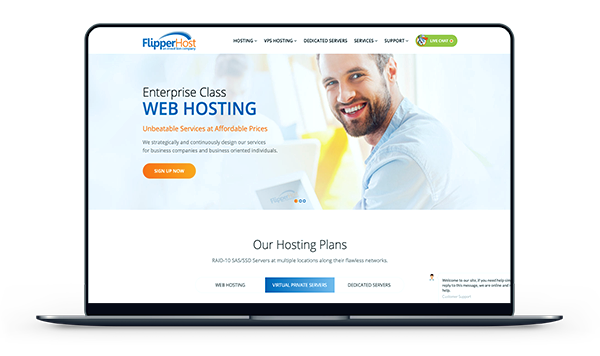 FlipperHost
HOSTING
VPS HOSTING
DEDICATED SERVERS
SERVICES
SUPPORT
LIVE CHAT
Enterprise Class
WEB HOSTING
Unbeatable Services at Affordable Prices
We strategically and continuously design our services
for business companies and business oriented individuals.
SIGN UP NOW
Our Hosting Plans
RAID-10 SAS/SSD Servers at multiple locations along their flawless networks.
WEB HOSTING
VIRTUAL PRIVATE SERVERS
DEDICATED SERVERS
Welcome to our site, if you need help
reply to this message, we are online and
help.
Customer Support